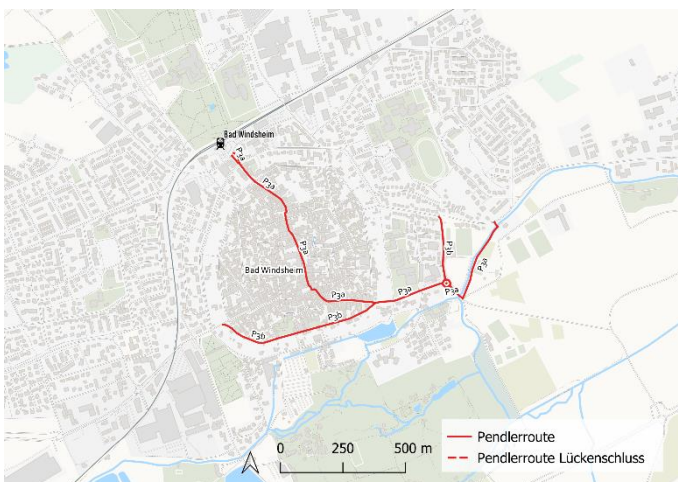 Bad Windsheim
P3a
P3a
P3a
P3b
Bad Windsheim
P3a
P3a
P3a
P3a
P3b
P3b
Pendlerroute
Pendlerroute Lückenschluss
0 250 500 m